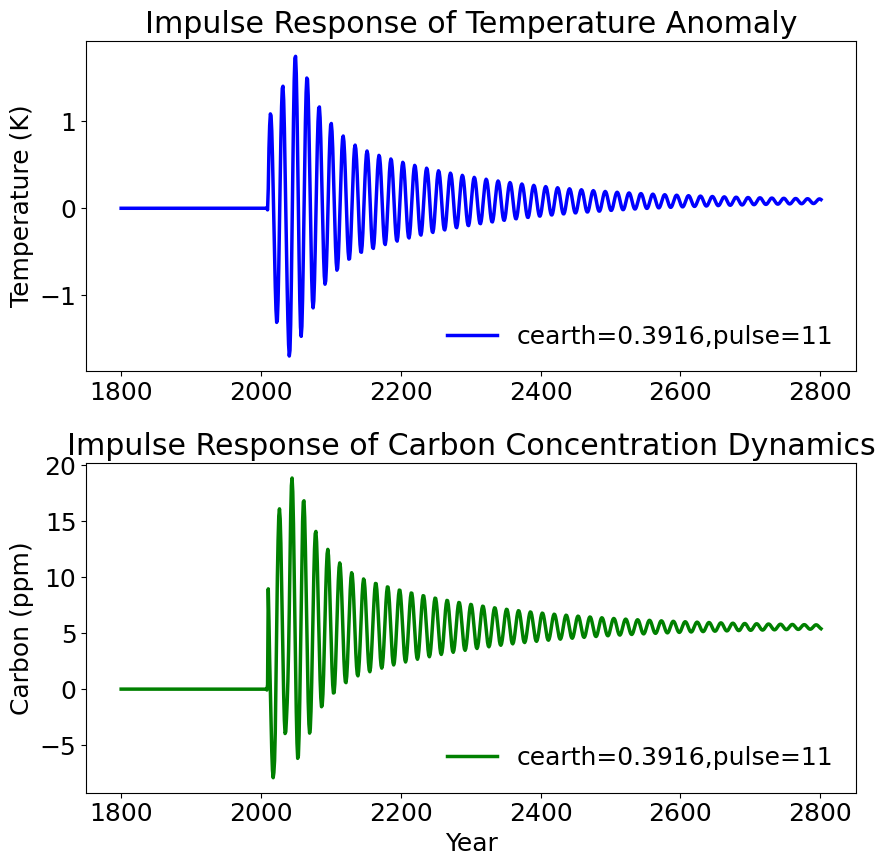 Impulse Response of Temperature Anomaly
Temperature (K)
1
0
−1
cearth=0.3916,pulse=11
1800 2000 2200 2400 2600 2800
Impulse Response of Carbon Concentration Dynamics
Carbon (ppm)
20
15
10
5
0
−5
cearth=0.3916,pulse=11
1800 2000 2200 2400 2600 2800
Year